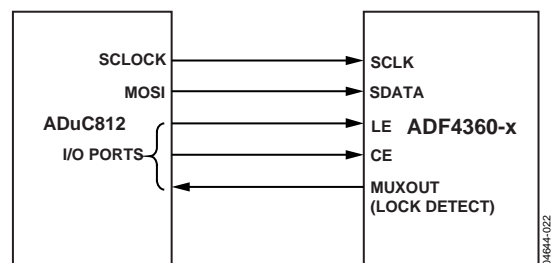 SCLOCK
MOSI
ADuC812
I/O PORTS
SCLK
SDATA
LE
ADF4360-x
CE
MUXOUT
(LOCK DETECT)
04644-022